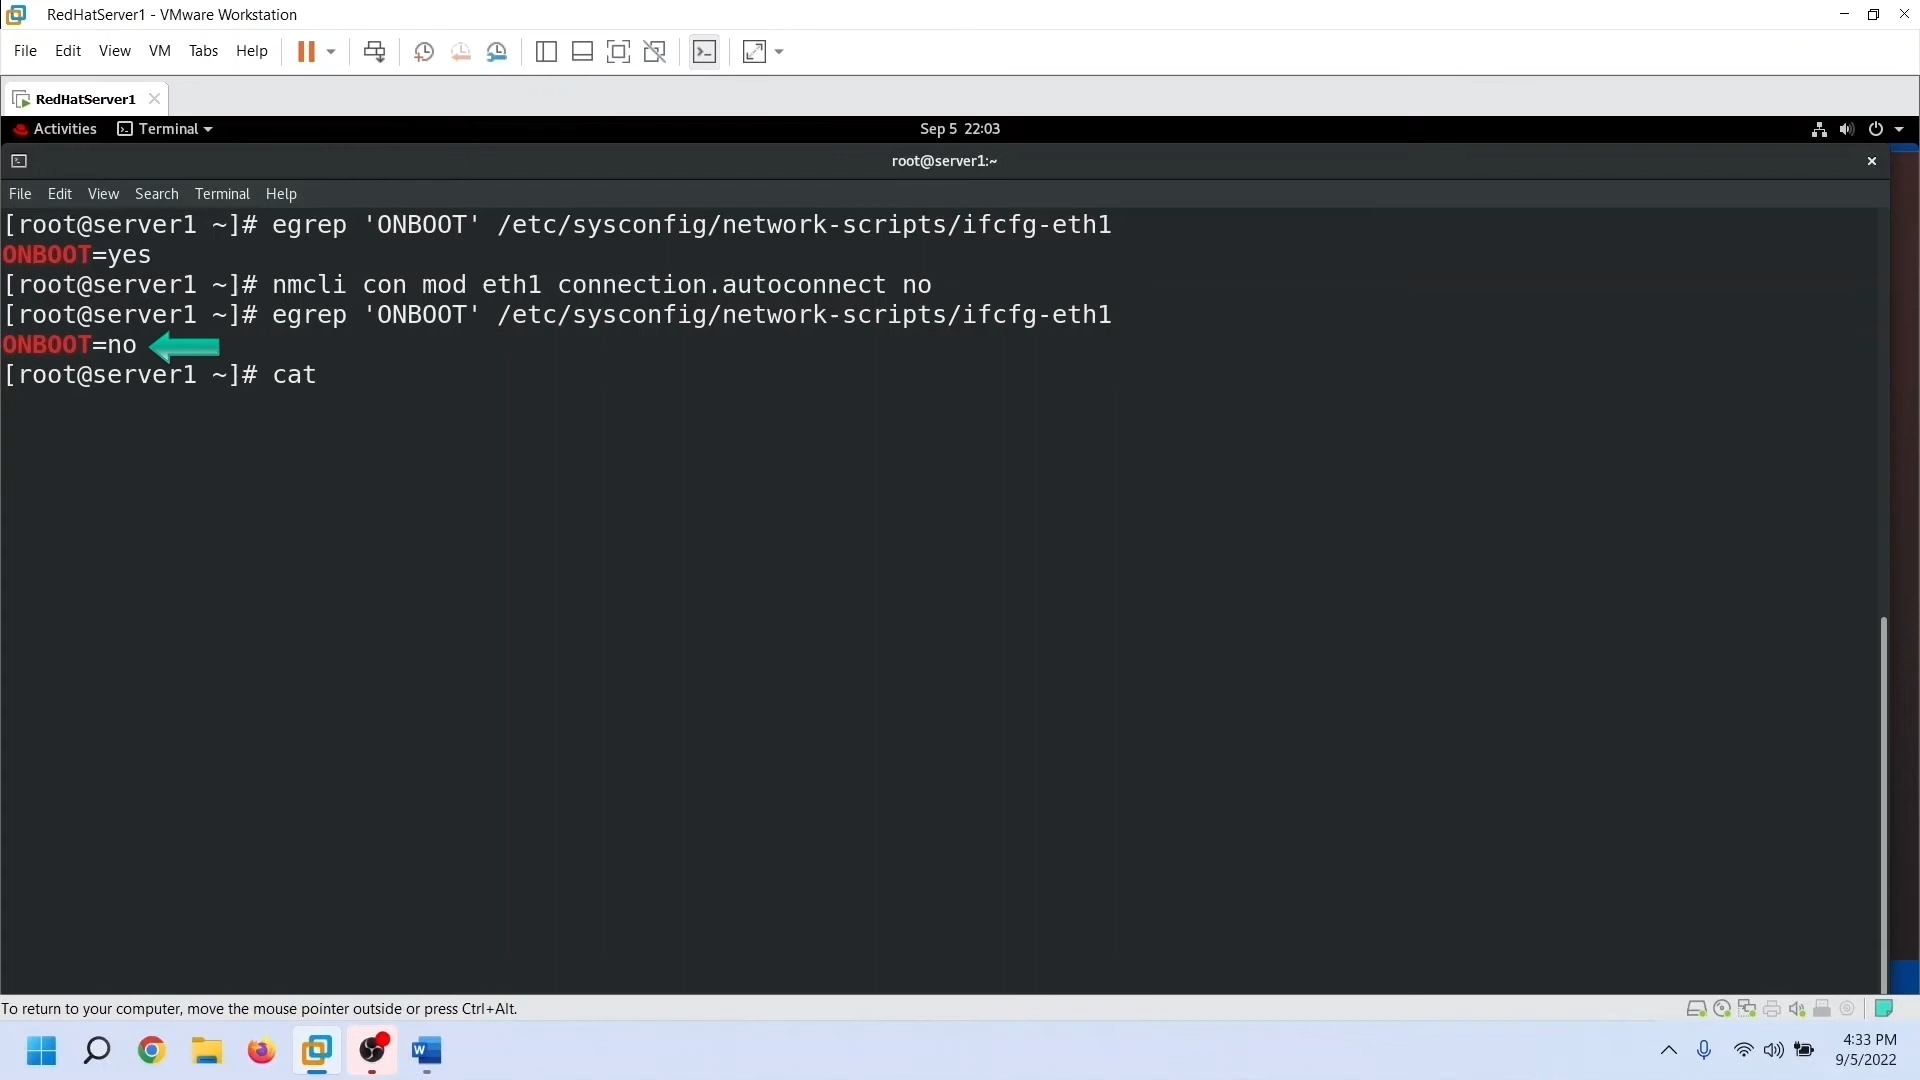 RedHatServer1 - VMware Workstation
File Edit View VM Tabs Help
RedHatServer1
Activities Terminal Sep 5 22:03
root@server1:~
File Edit View Search Terminal Help
[root@server1 ~]# egrep 'ONBOOT' /etc/sysconfig/network-scripts/ifcfg-eth1
ONBOOT=yes
[root@server1 ~]# nmcli con mod eth1 connection.autoconnect no
[root@server1 ~]# egrep 'ONBOOT' /etc/sysconfig/network-scripts/ifcfg-eth1
ONBOOT=no
[root@server1 ~]# cat
To return to your computer, move the mouse pointer outside or press Ctrl+Alt.
4:33 PM
9/5/2022